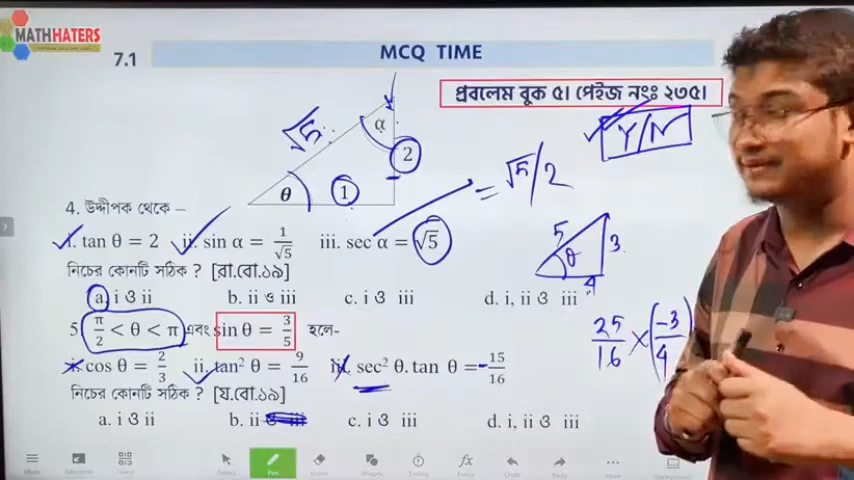 MATHHATERS
7.1
MCQ TIME
প্রবলেম বুক ৫। পেইজ নংঃ ২৩৫।
Y/N
√5
α
2
θ
1
= √5/2
4. উদ্দীপক থেকে –
i. tan θ = 2 ii. sin α = 1/√5 iii. sec α = √5
নিচের কোনটি সঠিক ? [রা.বো.১৯]
a. i ও ii b. ii ও iii c. i ও iii d. i, ii ও iii
5 3 θ 4
5 π/2 < θ < π এবং sin θ = 3/5 হলে-
i. cos θ = 2/3 ii. tan² θ = 9/16 iii. sec² θ. tan θ = -15/16
25/16 × (-3/4)
নিচের কোনটি সঠিক ? [য.বো.১৯]
a. i ও ii b. ii ও iii c. i ও iii d. i, ii ও iii
Pen